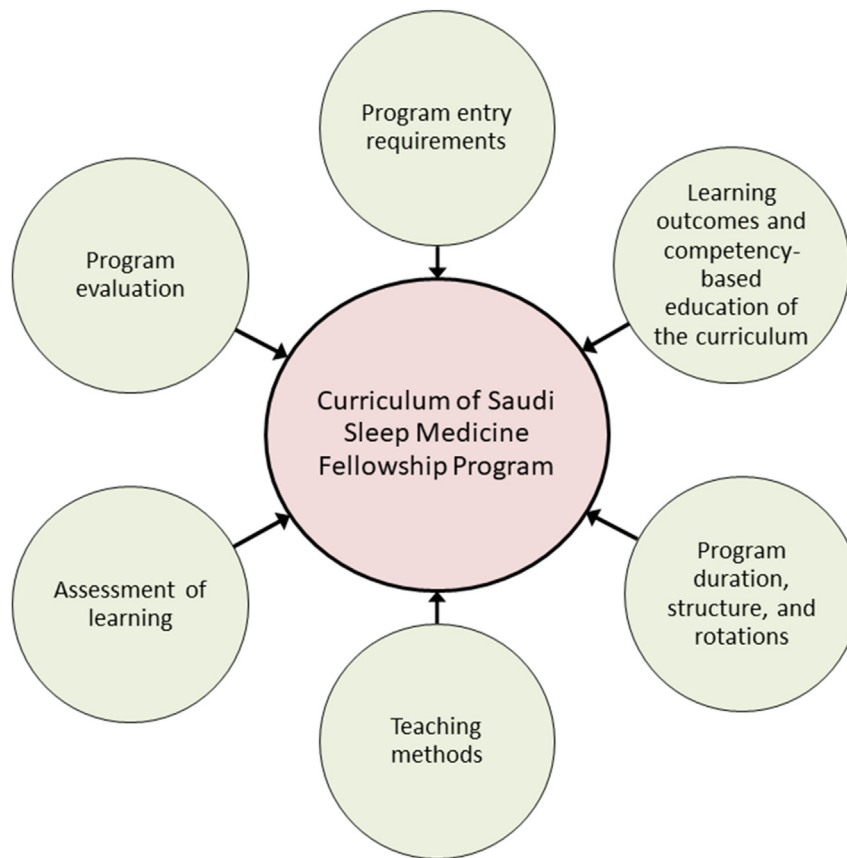 Program entry
requirements
Learning
outcomes and
competency-
based
education of
the curriculum
Program
evaluation
Curriculum of Saudi
Sleep Medicine
Fellowship Program
Program
duration,
structure, and
rotations
Assessment of
learning
Teaching
methods